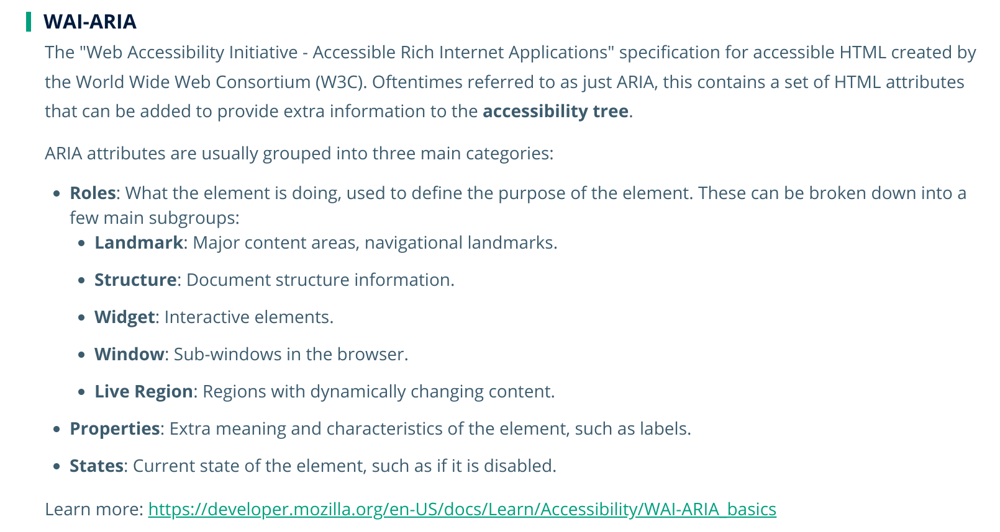 WAI-ARIA
The "Web Accessibility Initiative - Accessible Rich Internet Applications" specification for accessible HTML created by
the World Wide Web Consortium (W3C). Oftentimes referred to as just ARIA, this contains a set of HTML attributes
that can be added to provide extra information to the accessibility tree.
ARIA attributes are usually grouped into three main categories:
• Roles: What the element is doing, used to define the purpose of the element. These can be broken down into a
few main subgroups:
• Landmark: Major content areas, navigational landmarks.
• Structure: Document structure information.
• Widget: Interactive elements.
• Window: Sub-windows in the browser.
• Live Region: Regions with dynamically changing content.
• Properties: Extra meaning and characteristics of the element, such as labels.
• States: Current state of the element, such as if it is disabled.
Learn more: https://developer.mozilla.org/en-US/docs/Learn/Accessibility/WAI-ARIA_basics